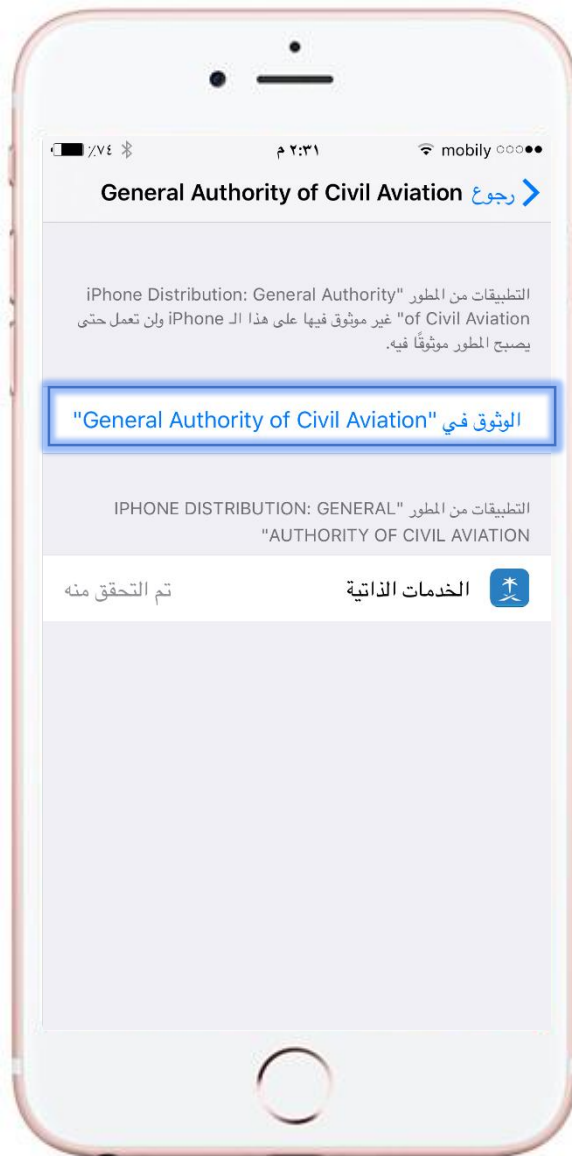 mobily ٢:٣١ م ٧٤٪
رجوع General Authority of Civil Aviation
التطبيقات من المطور "iPhone Distribution: General Authority
of Civil Aviation" غير موثوق فيها على هذا الـ iPhone ولن تعمل حتى
يصبح المطور موثوقًا فيه.
الوثوق في "General Authority of Civil Aviation"
التطبيقات من المطور "IPHONE DISTRIBUTION: GENERAL
AUTHORITY OF CIVIL AVIATION"
الخدمات الذاتية تم التحقق منه